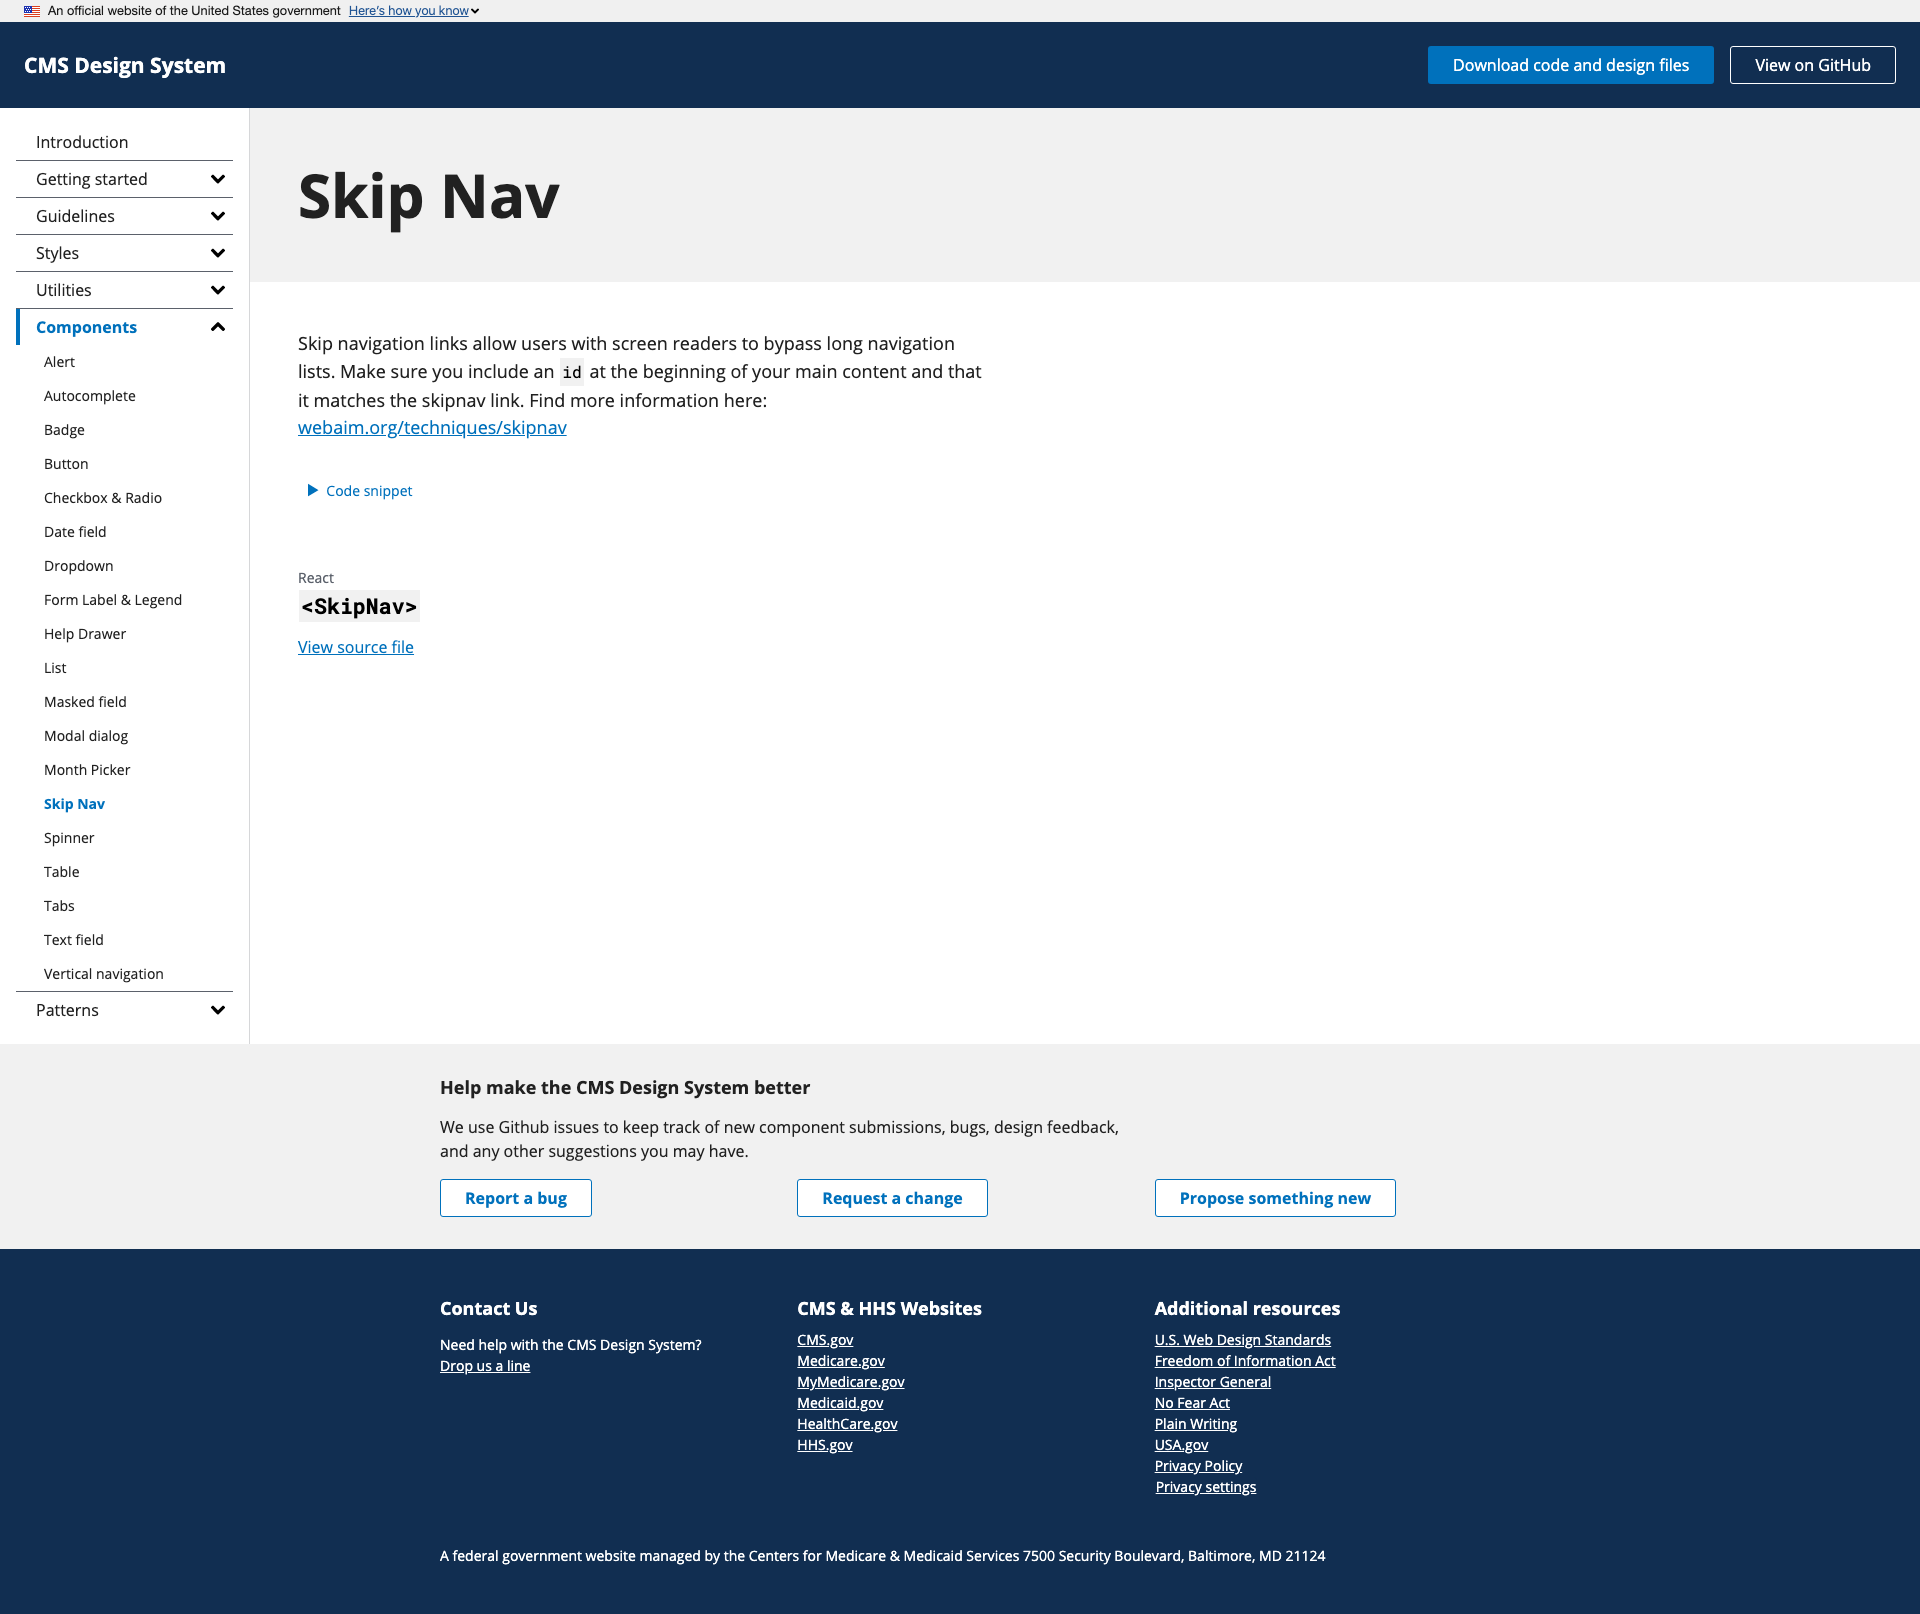 An official website of the United States government Here's how you know
CMS Design System
Download code and design files
View on GitHub
Introduction
Getting started
Guidelines
Styles
Utilities
Components
Alert
Autocomplete
Badge
Button
Checkbox & Radio
Date field
Dropdown
Form Label & Legend
Help Drawer
List
Masked field
Modal dialog
Month Picker
Skip Nav
Spinner
Table
Tabs
Text field
Vertical navigation
Patterns
Skip Nav
Skip navigation links allow users with screen readers to bypass long navigation
lists. Make sure you include an id at the beginning of your main content and that
it matches the skipnav link. Find more information here:
webaim.org/techniques/skipnav
Code snippet
React
<SkipNav>
View source file
Help make the CMS Design System better
We use Github issues to keep track of new component submissions, bugs, design feedback,
and any other suggestions you may have.
Report a bug
Request a change
Propose something new
Contact Us
Need help with the CMS Design System?
Drop us a line
CMS & HHS Websites
CMS.gov
Medicare.gov
MyMedicare.gov
Medicaid.gov
HealthCare.gov
HHS.gov
Additional resources
U.S. Web Design Standards
Freedom of Information Act
Inspector General
No Fear Act
Plain Writing
USA.gov
Privacy Policy
Privacy settings
A federal government website managed by the Centers for Medicare & Medicaid Services 7500 Security Boulevard, Baltimore, MD 21124